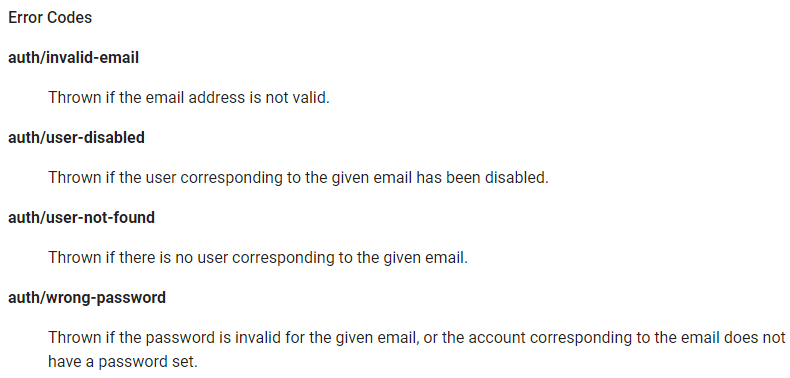 Error Codes
auth/invalid-email
Thrown if the email address is not valid.
auth/user-disabled
Thrown if the user corresponding to the given email has been disabled.
auth/user-not-found
Thrown if there is no user corresponding to the given email.
auth/wrong-password
Thrown if the password is invalid for the given email, or the account corresponding to the email does not
have a password set.